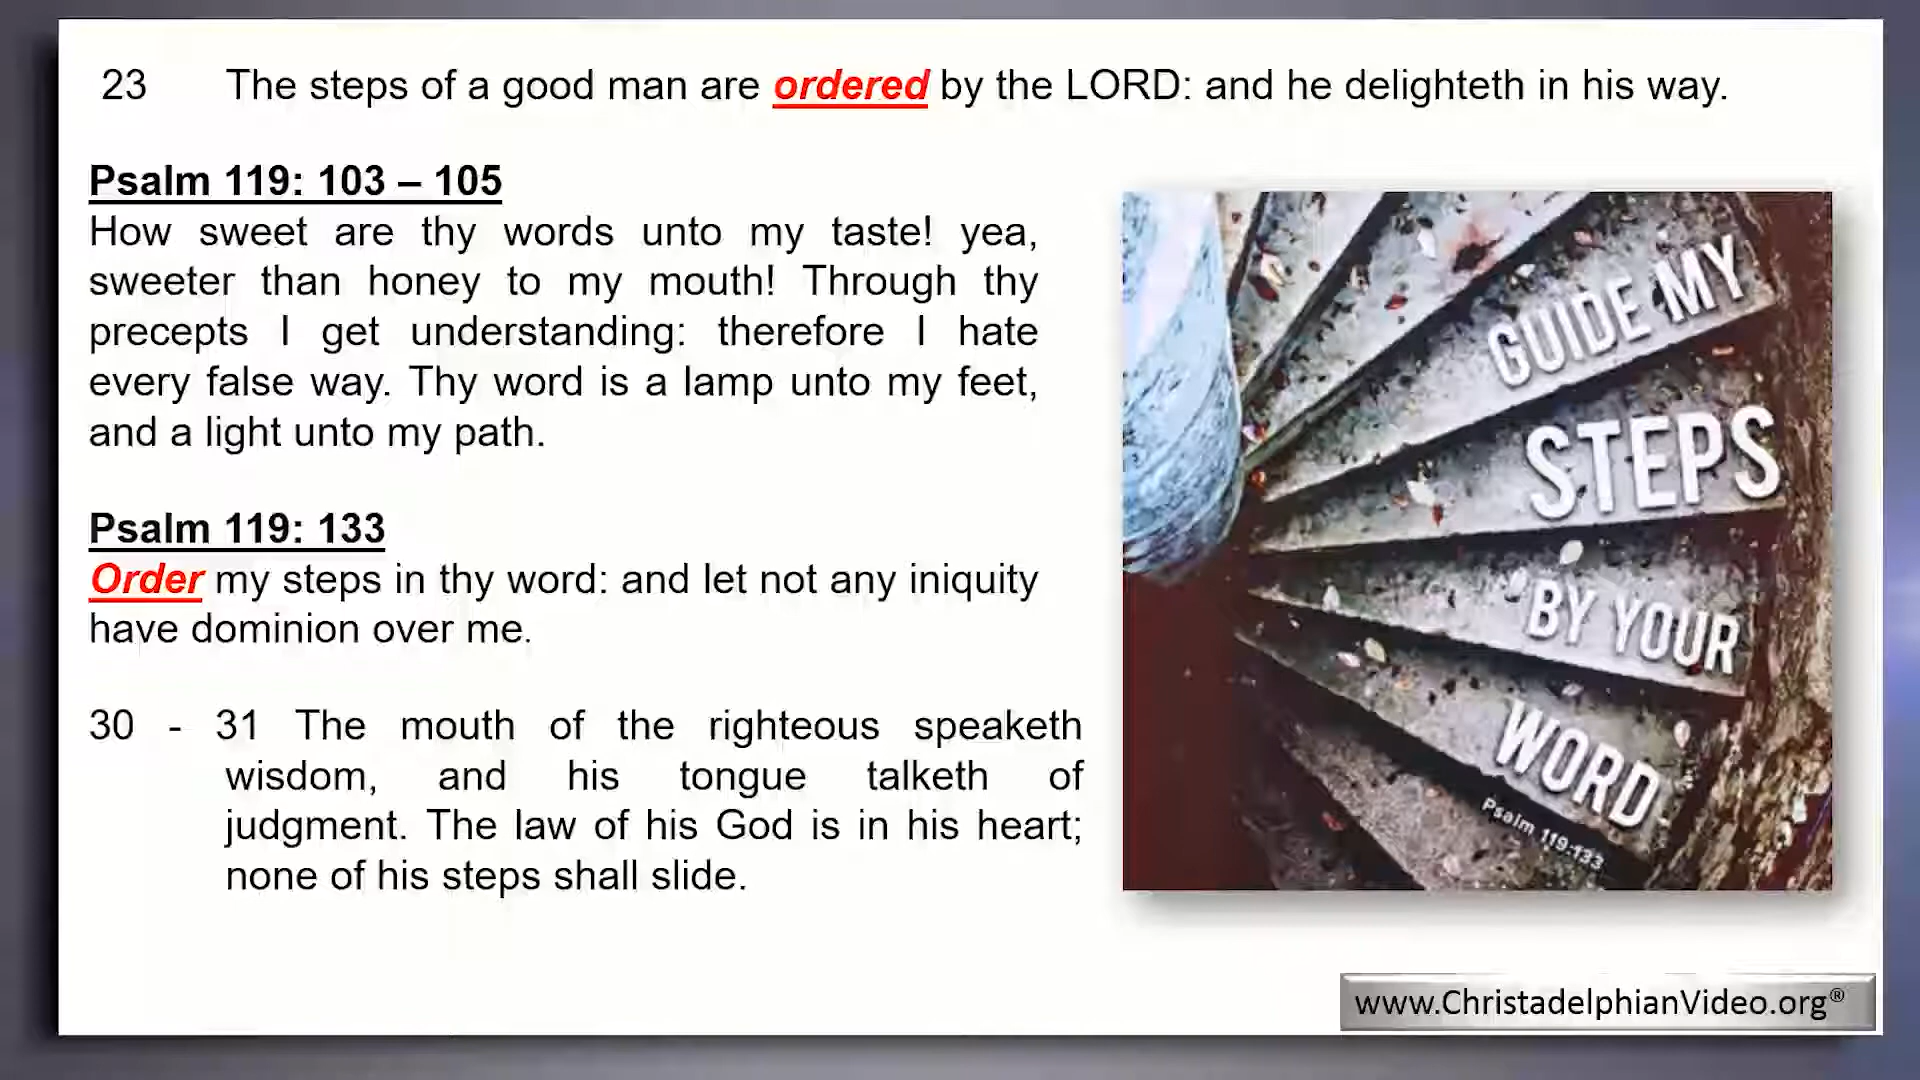 23 The steps of a good man are ordered by the LORD: and he delighteth in his way.
Psalm 119: 103 – 105
How sweet are thy words unto my taste! yea,
sweeter than honey to my mouth! Through thy
precepts I get understanding: therefore I hate
every false way. Thy word is a lamp unto my feet,
and a light unto my path.
Psalm 119: 133
Order my steps in thy word: and let not any iniquity
have dominion over me.
30 - 31 The mouth of the righteous speaketh
wisdom, and his tongue talketh of
judgment. The law of his God is in his heart;
none of his steps shall slide.
GUIDE MY
STEPS
BY YOUR
WORD
Psalm 119:133
www.ChristadelphianVideo.org®